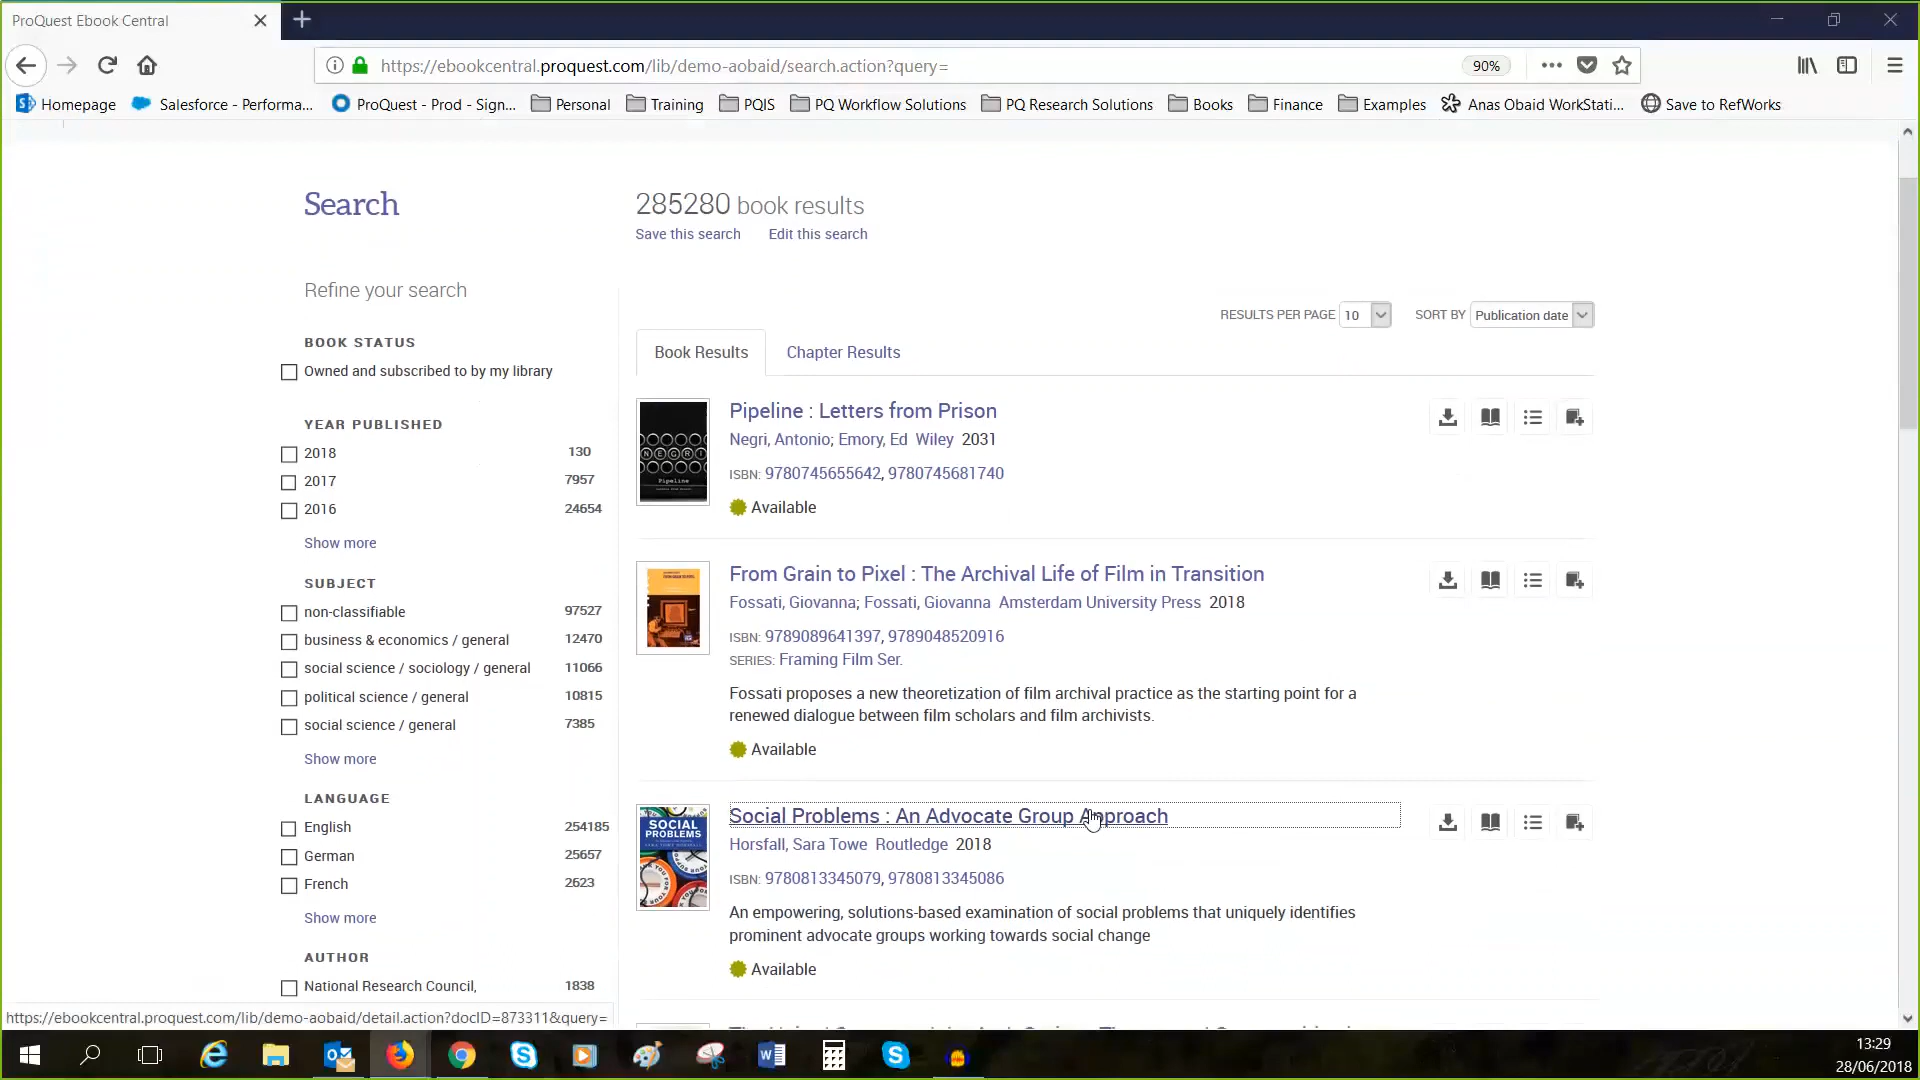 ProQuest Ebook Central
https://ebookcentral.proquest.com/lib/demo-aobaid/search.action?query=
90%
Homepage
Salesforce - Performa...
ProQuest - Prod - Sign...
Personal
Training
PQIS
PQ Workflow Solutions
PQ Research Solutions
Books
Finance
Examples
Anas Obaid WorkStati...
Save to RefWorks
Search
285280 book results
Save this search
Edit this search
Refine your search
RESULTS PER PAGE 10
SORT BY Publication date
BOOK STATUS
Owned and subscribed to by my library
YEAR PUBLISHED
2018 130
2017 7957
2016 24654
Show more
SUBJECT
non-classifiable 97527
business & economics / general 12470
social science / sociology / general 11066
political science / general 10815
social science / general 7385
Show more
LANGUAGE
English 254185
German 25657
French 2623
Show more
AUTHOR
National Research Council, 1838
Book Results
Chapter Results
NEGRI
Pipeline
Pipeline : Letters from Prison
Negri, Antonio; Emory, Ed Wiley 2031
ISBN: 9780745655642, 9780745681740
Available
From Grain to Pixel : The Archival Life of Film in Transition
Fossati, Giovanna; Fossati, Giovanna Amsterdam University Press 2018
ISBN: 9789089641397, 9789048520916
SERIES: Framing Film Ser.
Fossati proposes a new theoretization of film archival practice as the starting point for a
renewed dialogue between film scholars and film archivists.
Available
SOCIAL
PROBLEMS
Social Problems : An Advocate Group Approach
Horsfall, Sara Towe Routledge 2018
ISBN: 9780813345079, 9780813345086
An empowering, solutions-based examination of social problems that uniquely identifies
prominent advocate groups working towards social change
Available
https://ebookcentral.proquest.com/lib/demo-aobaid/detail.action?docID=873311&query=
13:29
28/06/2018